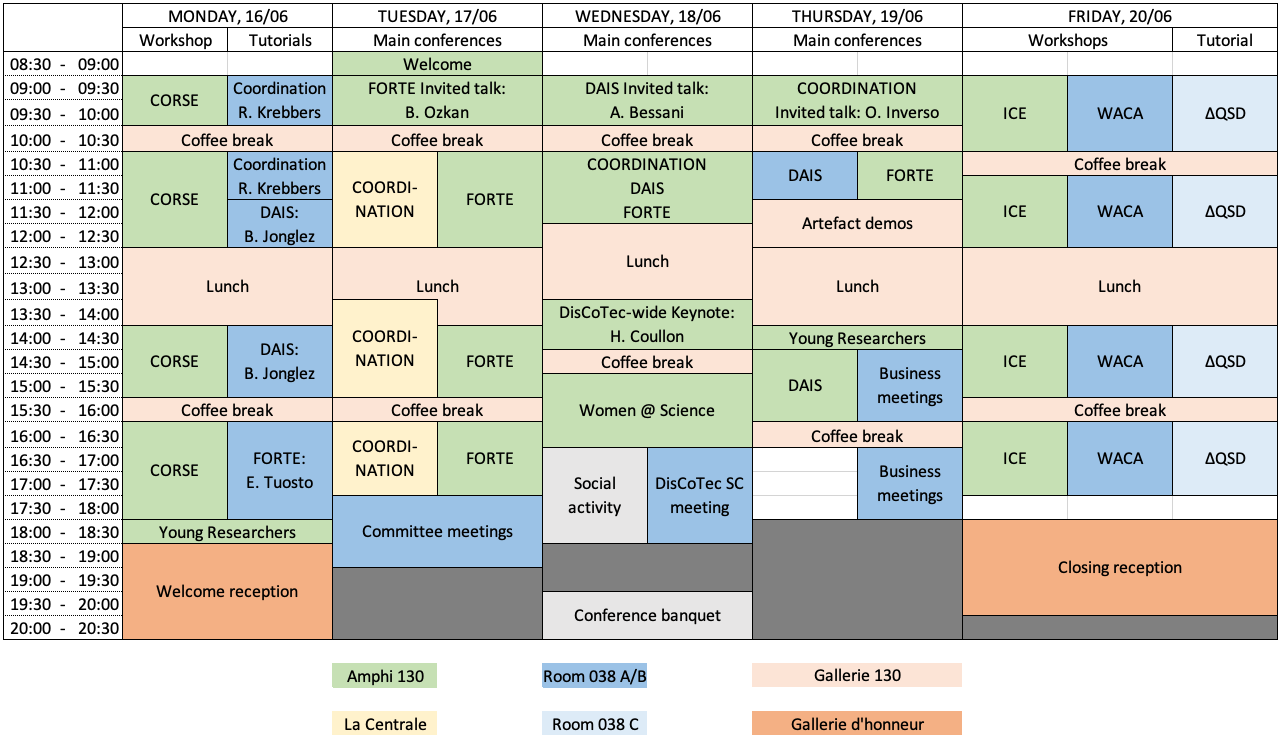 MONDAY, 16/06 TUESDAY, 17/06 WEDNESDAY, 18/06 THURSDAY, 19/06 FRIDAY, 20/06
Workshop Tutorials Main conferences Main conferences Main conferences Workshops Tutorial
08:30 - 09:00 Welcome
09:00 - 09:30 CORSE Coordination FORTE Invited talk: DAIS Invited talk: COORDINATION
09:30 - 10:00 R. Krebbers B. Ozkan A. Bessani Invited talk: O. Inverso ICE WACA ΔQSD
10:00 - 10:30 Coffee break Coffee break Coffee break Coffee break
10:30 - 11:00 Coordination COORDINATION Coffee break
11:00 - 11:30 CORSE R. Krebbers COORDI- FORTE DAIS DAIS FORTE
11:30 - 12:00 DAIS: NATION FORTE Artefact demos ICE WACA ΔQSD
12:00 - 12:30 B. Jonglez
12:30 - 13:00 Lunch
13:00 - 13:30 Lunch Lunch Lunch Lunch
13:30 - 14:00 DisCoTec-wide Keynote:
14:00 - 14:30 CORSE DAIS: COORDI- H. Coullon Young Researchers
14:30 - 15:00 B. Jonglez NATION FORTE Coffee break Business ICE WACA ΔQSD
15:00 - 15:30 DAIS meetings
15:30 - 16:00 Coffee break Coffee break Women @ Science Coffee break
16:00 - 16:30 COORDI- Coffee break
16:30 - 17:00 CORSE FORTE: NATION FORTE Social DisCoTec SC Business ICE WACA ΔQSD
17:00 - 17:30 E. Tuosto activity meeting meetings
17:30 - 18:00 Committee meetings
18:00 - 18:30 Young Researchers
18:30 - 19:00 Closing reception
19:00 - 19:30 Welcome reception
19:30 - 20:00 Conference banquet
20:00 - 20:30
Amphi 130 Room 038 A/B Gallerie 130
La Centrale Room 038 C Gallerie d'honneur